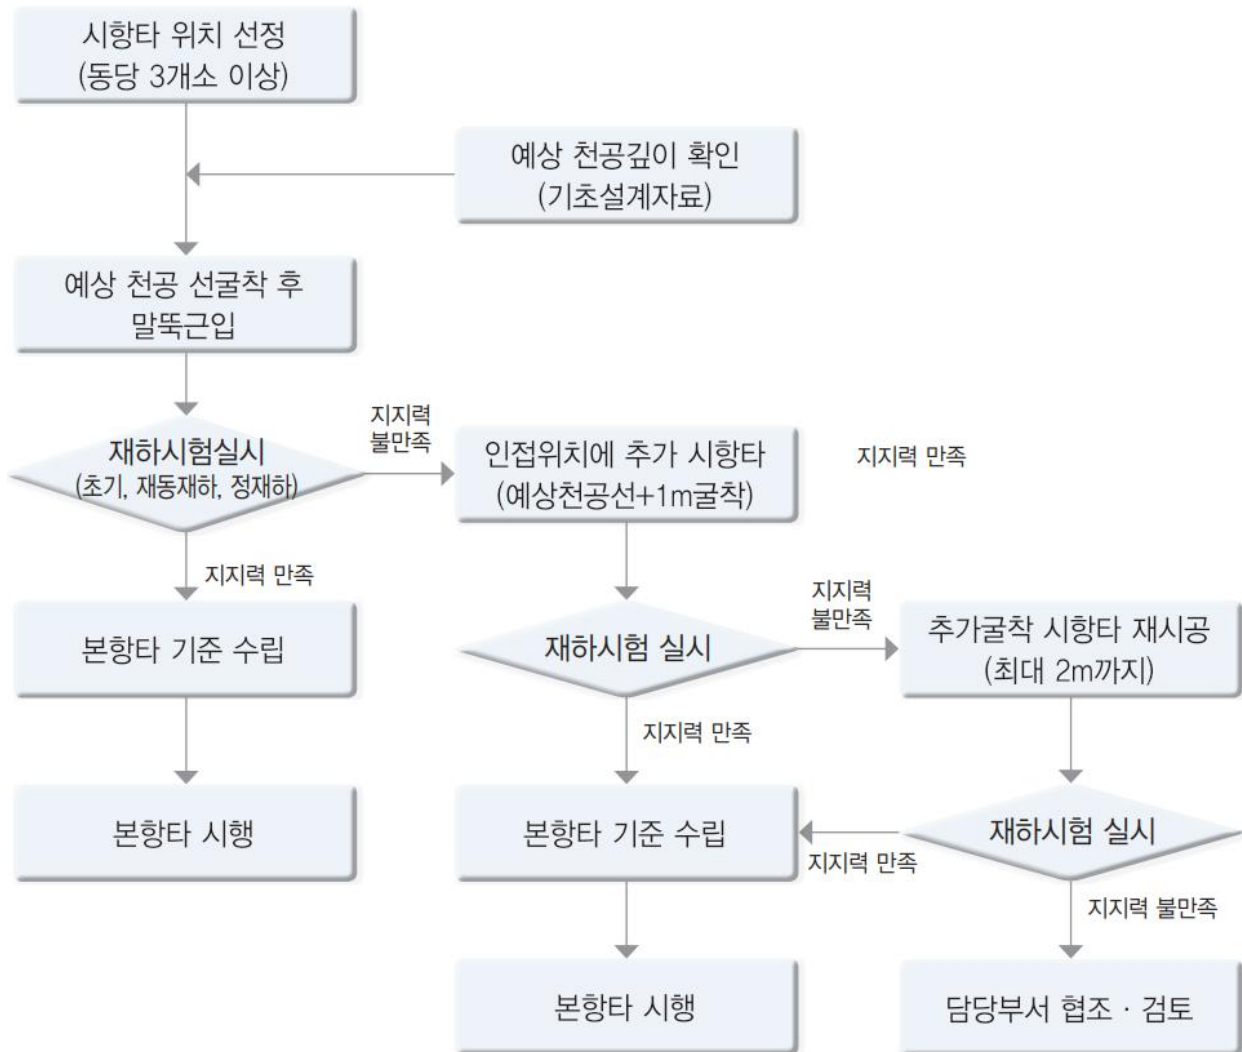 시항타 위치 선정
(동당 3개소 이상)
예상 천공깊이 확인
(기초설계자료)
예상 천공 선굴착 후
말뚝근입
재하시험실시
(초기, 재동재하, 정재하)
지지력
불만족
인접위치에 추가 시항타
(예상천공선+1m굴착)
지지력 만족
지지력 만족
본항타 기준 수립
본항타 시행
재하시험 실시
지지력
불만족
추가굴착 시항타 재시공
(최대 2m까지)
지지력 만족
본항타 기준 수립
재하시험 실시
지지력 만족
지지력 불만족
본항타 시행
담당부서 협조 · 검토